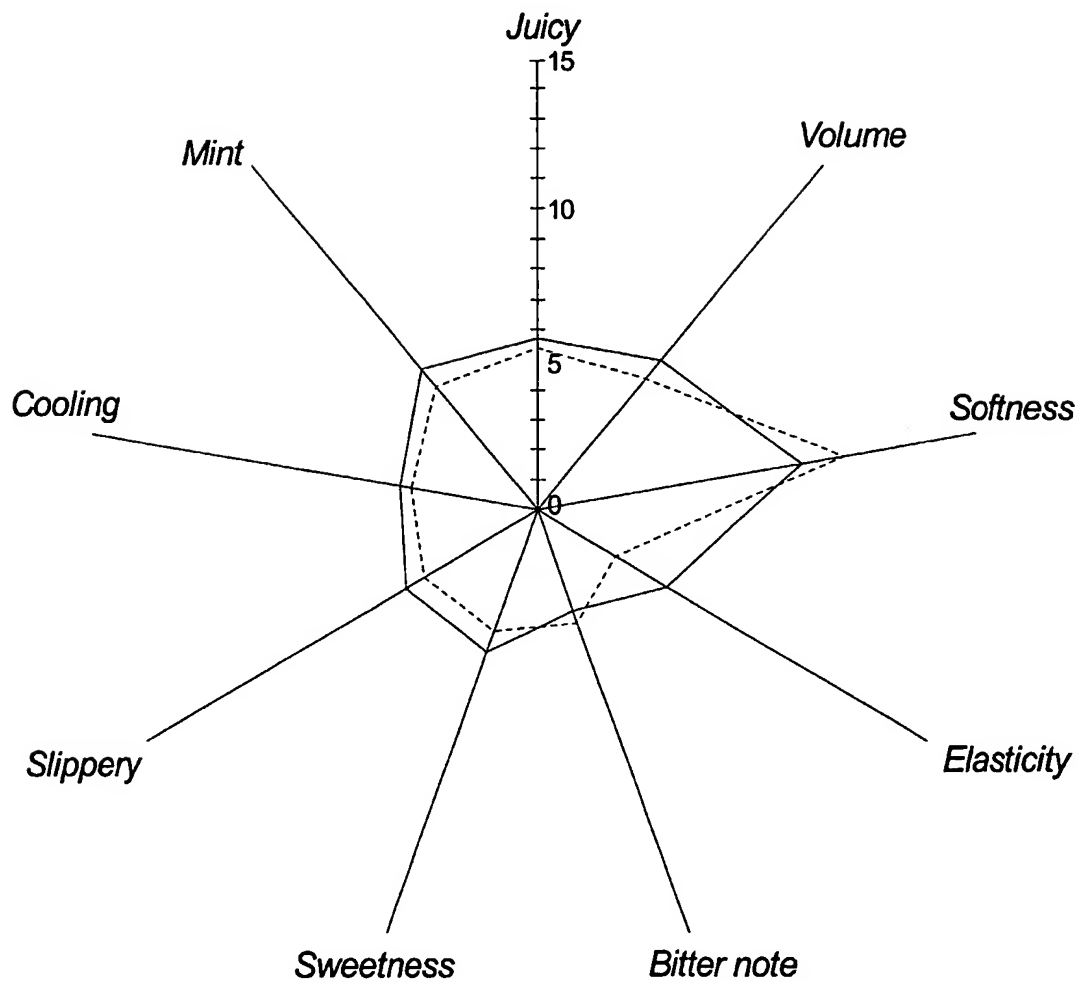 Juicy
15
Volume
Mint
10
5
Cooling
Softness
0
Slippery
Elasticity
Sweetness
Bitter note